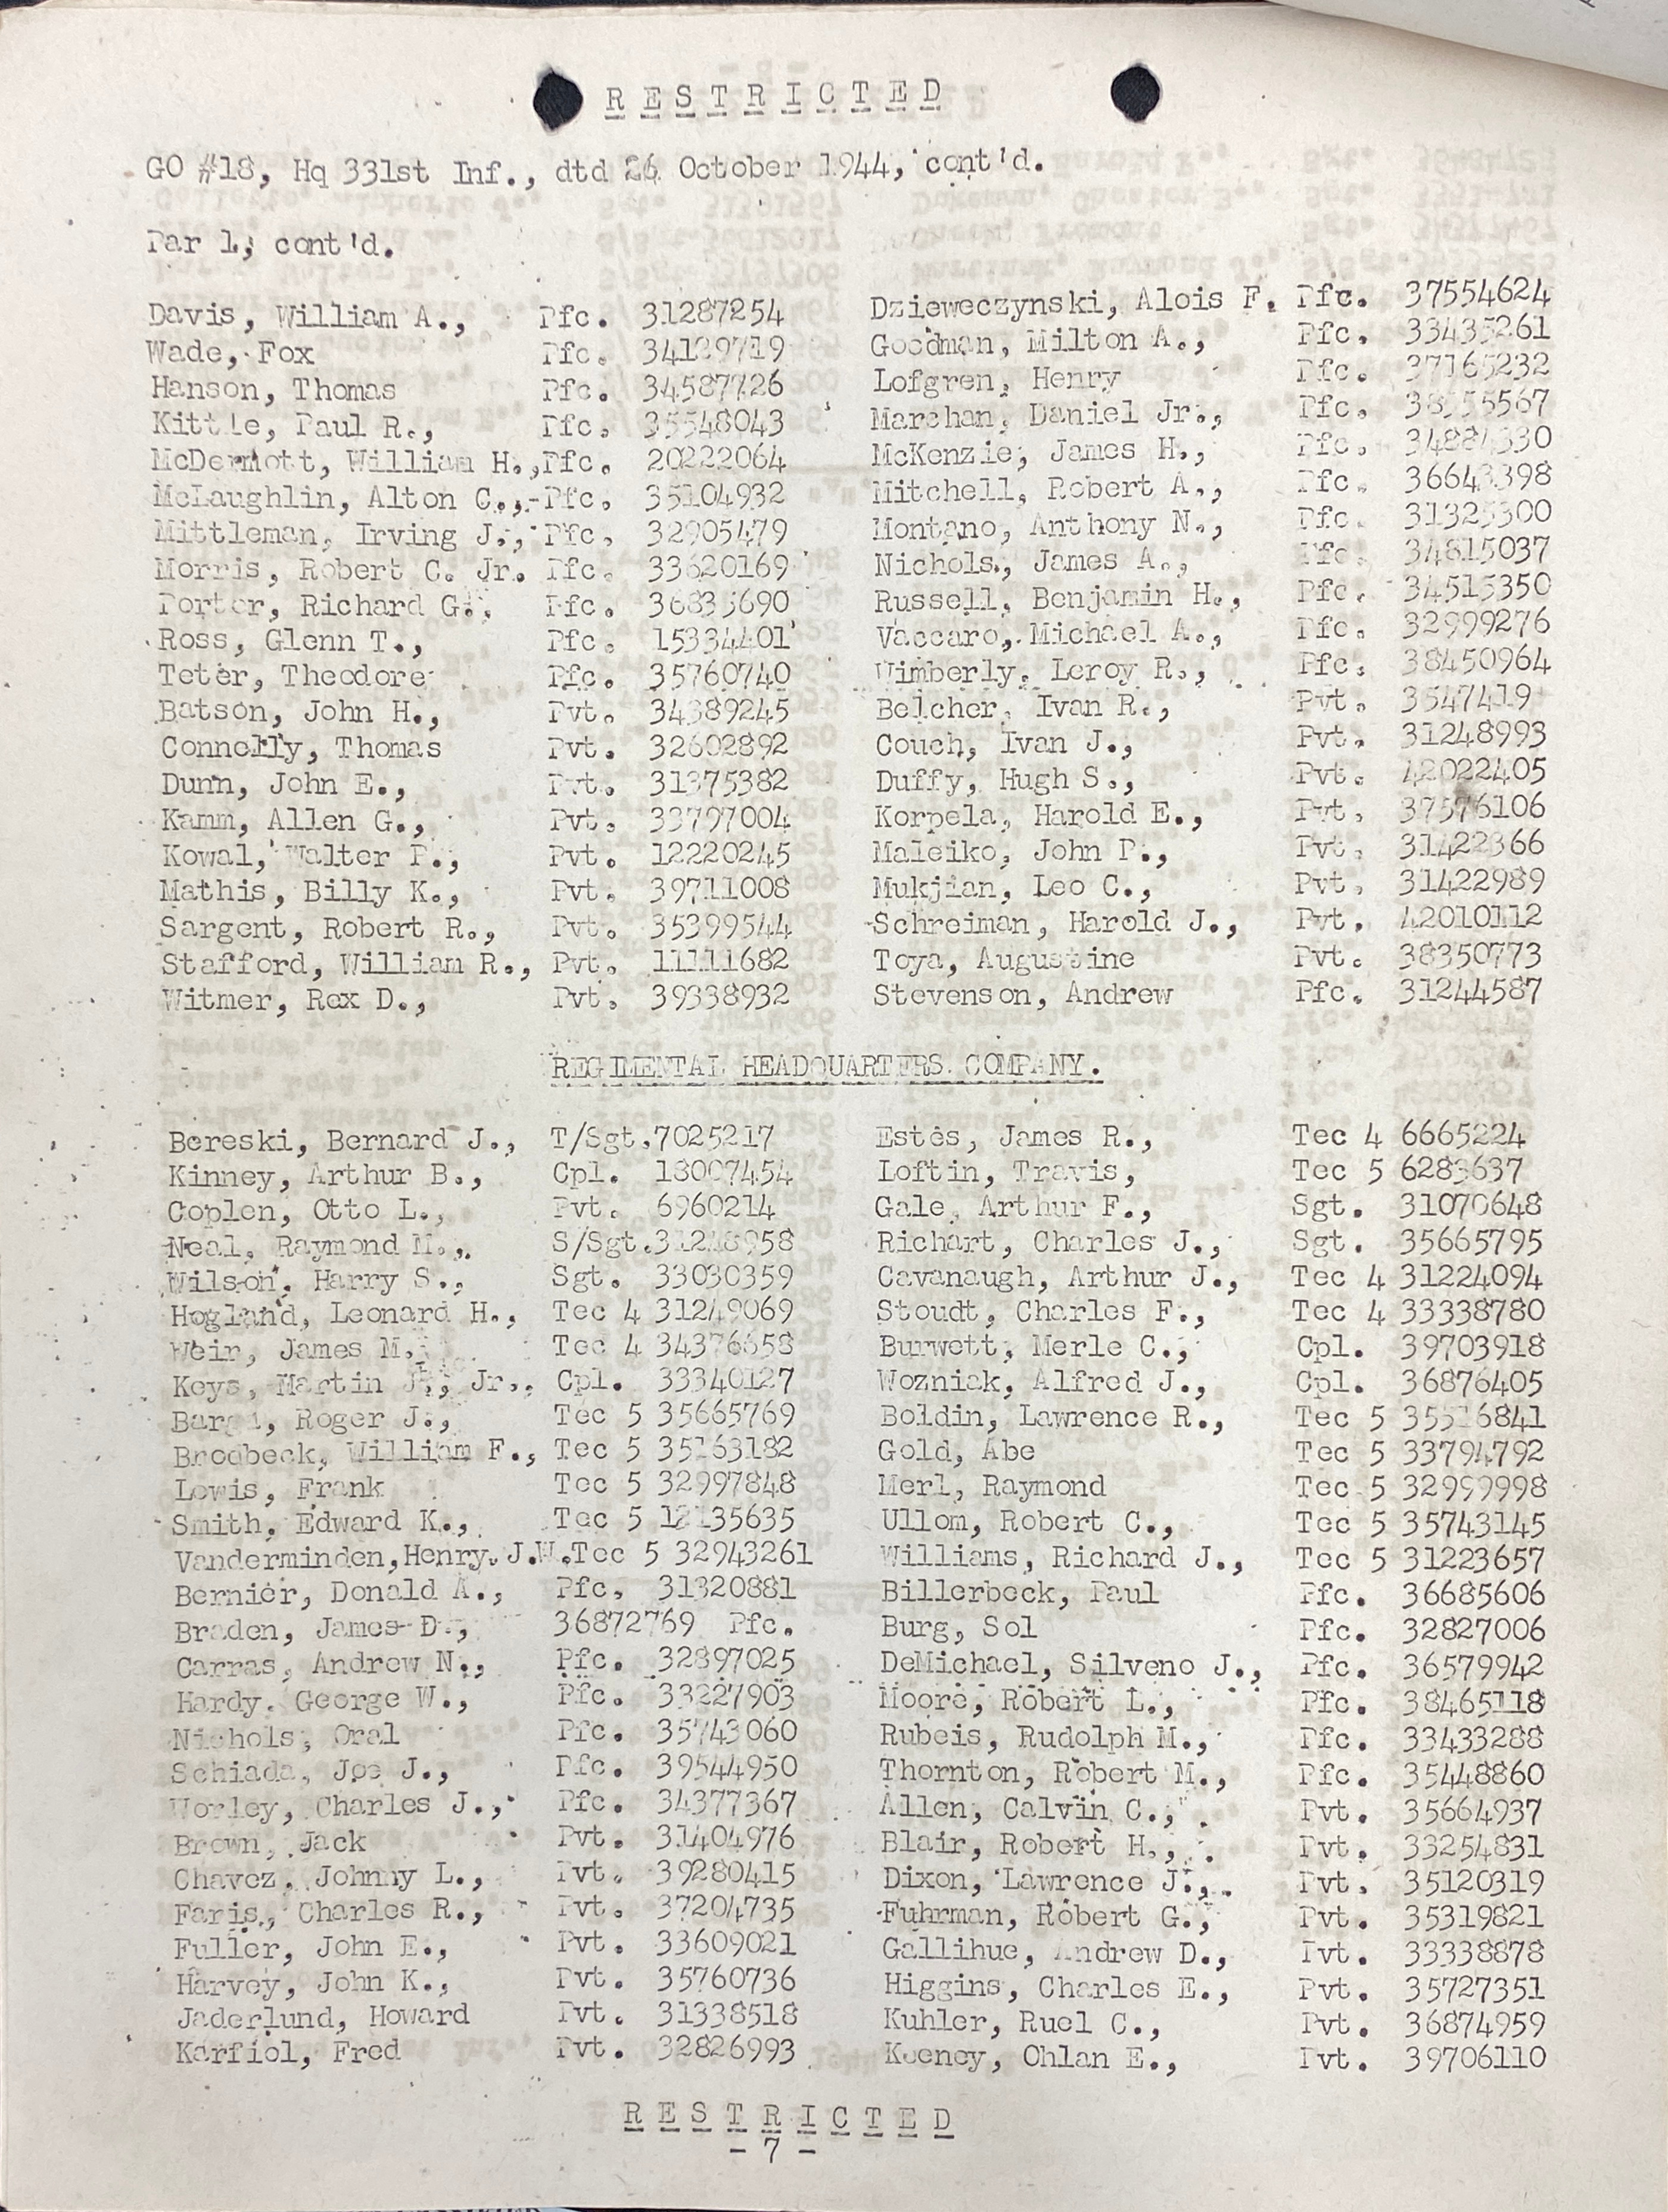 RESTRICTED
GO #18, Hq 331st Inf., dtd 26 October 1944, cont'd.
Par 1, cont'd.
Davis, William A., Pfc. 31287254 Dzieweczynski, Alois F. Pfc. 37554624
Wade, Fox Pfc. 34139719 Goodman, Milton A., Pfc. 33435261
Hanson, Thomas Pfc. 34587726 Lofgren, Henry Pfc. 37165232
Kittle, Paul R., Pfc. 35548043 Marchan, Daniel Jr., Pfc.
McDermott, William H., Pfc. 20222064 McKenzie, James H., Pfc.
McLaughlin, Alton C., Pfc. 35104932 Mitchell, Robert A., Pfc. 36643398
Mittleman, Irving J., Pfc. 32905479 Montano, Anthony N., Pfc. 31325300
Morris, Robert C. Jr. Pfc. 33620169 Nichols, James A., Pfc. 34815037
Porter, Richard G., Pfc. 36835690 Russell, Benjamin H., Pfc. 34515350
Ross, Glenn T., Pfc. 15334401 Vaccaro, Michael A., Pfc. 32999276
Teter, Theodore Pfc. 35760740 Wimberly, Leroy R., Pfc. 38450964
Batson, John H., Pvt. 34389245 Belcher, Ivan R., Pvt. 3547419
Connolly, Thomas Pvt. 32602892 Couch, Ivan J., Pvt. 31248993
Dunn, John E., Pvt. 31375382 Duffy, Hugh S., Pvt. 42022405
Kamm, Allen G., Pvt. 33797004 Korpela, Harold E., Pvt. 37576106
Kowal, Walter P., Pvt. 12220245 Maleiko, John P., Pvt. 31422366
Mathis, Billy K., Pvt. 39711008 Mukjian, Leo C., Pvt. 31422989
Sargent, Robert R., Pvt. 35399544 Schreiman, Harold J., Pvt. 42010112
Stafford, William R., Pvt. 11111682 Toya, Augustine Pvt. 38350773
Witmer, Rex D., Pvt. 39338932 Stevenson, Andrew Pfc. 31244587
REGIMENTAL HEADQUARTERS COMPANY.
Bereski, Bernard J., T/Sgt. 7025217 Estes, James R., Tec 4 6665224
Kinney, Arthur B., Cpl. 18007454 Loftin, Travis, Tec 5 6283637
Coplen, Otto L., Pvt. 6960214 Gale, Arthur F., Sgt. 31070648
Neal, Raymond M., S/Sgt. 31218958 Richart, Charles J., Sgt. 35665795
Wilson, Harry S., Sgt. 33030359 Cavanaugh, Arthur J., Tec 4 31224094
Hogland, Leonard H., Tec 4 31249069 Stoudt, Charles F., Tec 4 33338780
Weir, James M. Tec 4 34376658 Burwett, Merle C., Cpl. 39703918
Keys, Martin J., Jr., Cpl. 33340127 Wozniak, Alfred J., Cpl. 36876405
Roger J., Tec 5 35665769 Boldin, Lawrence R., Tec 5 35516841
Brodbeck, William F., Tec 5 35163182 Gold, Abe Tec 5 33794792
Lewis, Frank Tec 5 32997848 Merl, Raymond Tec 5 32999998
Smith, Edward K., Tec 5 12135635 Ullom, Robert C., Tec 5 35743145
Vanderminden, Henry J.W. Tec 5 32943261 Williams, Richard J., Tec 5 31223657
Bernier, Donald A., Pfc. 31320881 Billerbeck, Paul Pfc. 36685606
Braden, James D., 36872769 Pfc. Burg, Sol Pfc. 32827006
Carras, Andrew N., Pfc. 32897025 DeMichael, Silveno J., Pfc. 36579942
Hardy, George W., Pfc. 33227903 Moore, Robert L., Pfc. 38465118
Nichols, Oral Pfc. 35743060 Rubeis, Rudolph M., Pfc. 33433288
Schiada, Joe J., Pfc. 39544950 Thornton, Robert M., Pfc. 35448860
Worley, Charles J., Pfc. 34377367 Allen, Calvin C., Pvt. 35664937
Brown, Jack Pvt. 31404976 Blair, Robert H., Pvt. 33254831
Chavez, Johnny L., Pvt. 39280415 Dixon, Lawrence J., Pvt. 35120319
Faris, Charles R., Pvt. 37204735 Fuhrman, Robert G., Pvt. 35319821
Fuller, John E., Pvt. 33609021 Gallihue, Andrew D., Pvt. 33338878
Harvey, John K., Pvt. 35760736 Higgins, Charles E., Pvt. 35727351
Jaderlund, Howard Pvt. 31338518 Kuhler, Ruel C., Pvt. 36874959
Karfiol, Fred Pvt. 32826993 Keeney, Ohlan E., Pvt. 39706110
RESTRICTED
- 7 -